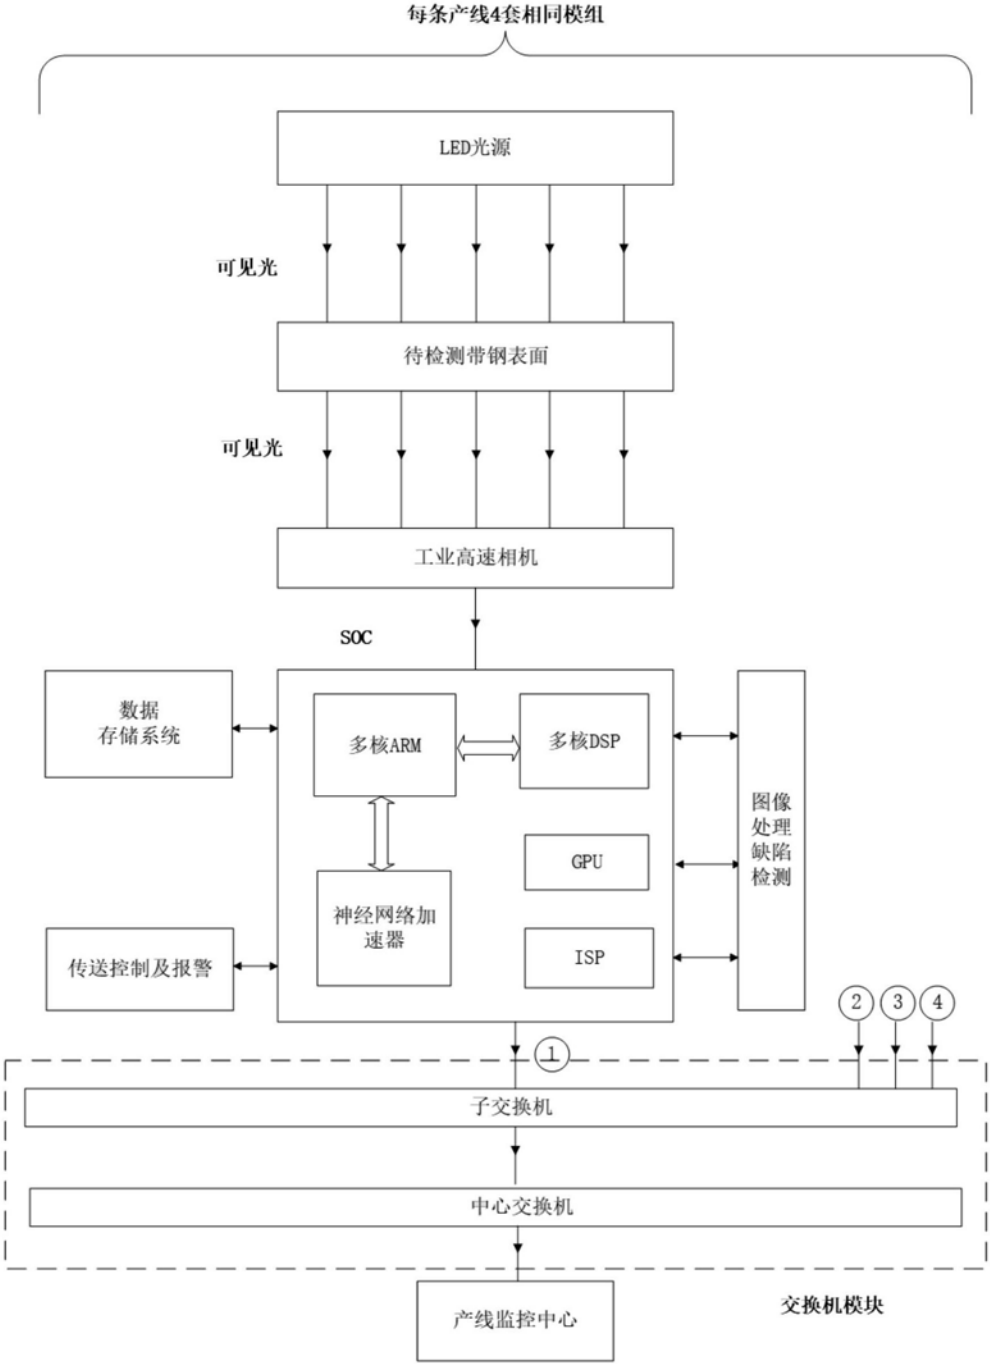 每条产线4套相同模组
LED光源
可见光
待检测带钢表面
可见光
工业高速相机
SOC
数据
存储系统
多核ARM
多核DSP
图像
处理
缺陷
检测
GPU
神经网络加
速器
ISP
传送控制及报警
②
③
④
①
子交换机
中心交换机
交换机模块
产线监控中心